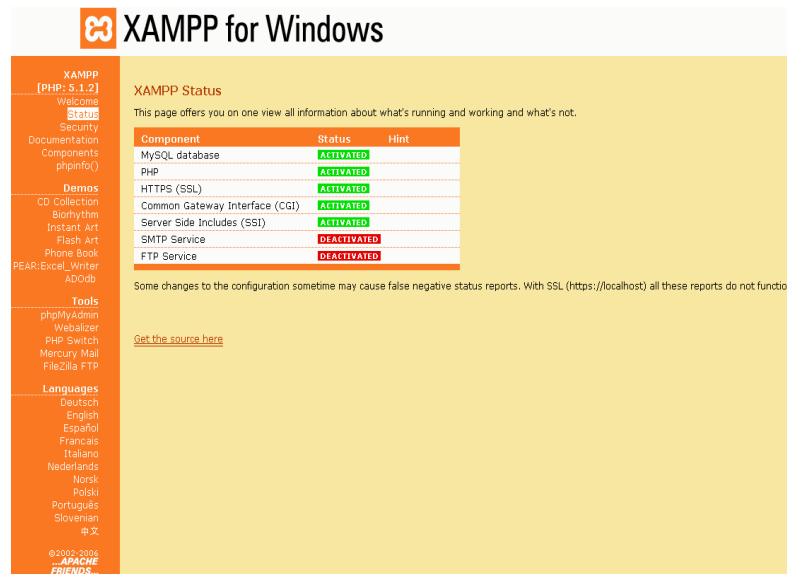 XAMPP for Windows
XAMPP
[PHP: 5.1.2]
Welcome
Status
Security
Documentation
Components
phpinfo()
Demos
CD Collection
Biorhythm
Instant Art
Flash Art
Phone Book
PEAR:Excel_Writer
ADOdb
Tools
phpMyAdmin
Webalizer
PHP Switch
Mercury Mail
FileZilla FTP
Languages
Deutsch
English
Español
Francais
Italiano
Nederlands
Norsk
Polski
Português
Slovenian
中文
©2002-2006
...APACHE
FRIENDS...
XAMPP Status
This page offers you on one view all information about what's running and working and what's not.
Component Status Hint
MySQL database ACTIVATED
PHP ACTIVATED
HTTPS (SSL) ACTIVATED
Common Gateway Interface (CGI) ACTIVATED
Server Side Includes (SSI) ACTIVATED
SMTP Service DEACTIVATED
FTP Service DEACTIVATED
Some changes to the configuration sometime may cause false negative status reports. With SSL (https://localhost) all these reports do not functio
Get the source here